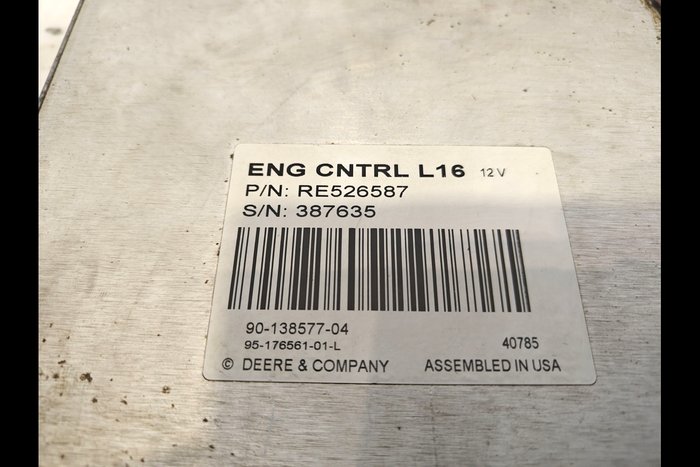 ENG CNTRL L16 12 V
P/N: RE526587
S/N: 387635
90-138577-04
95-176561-01-L 40785
© DEERE & COMPANY ASSEMBLED IN USA